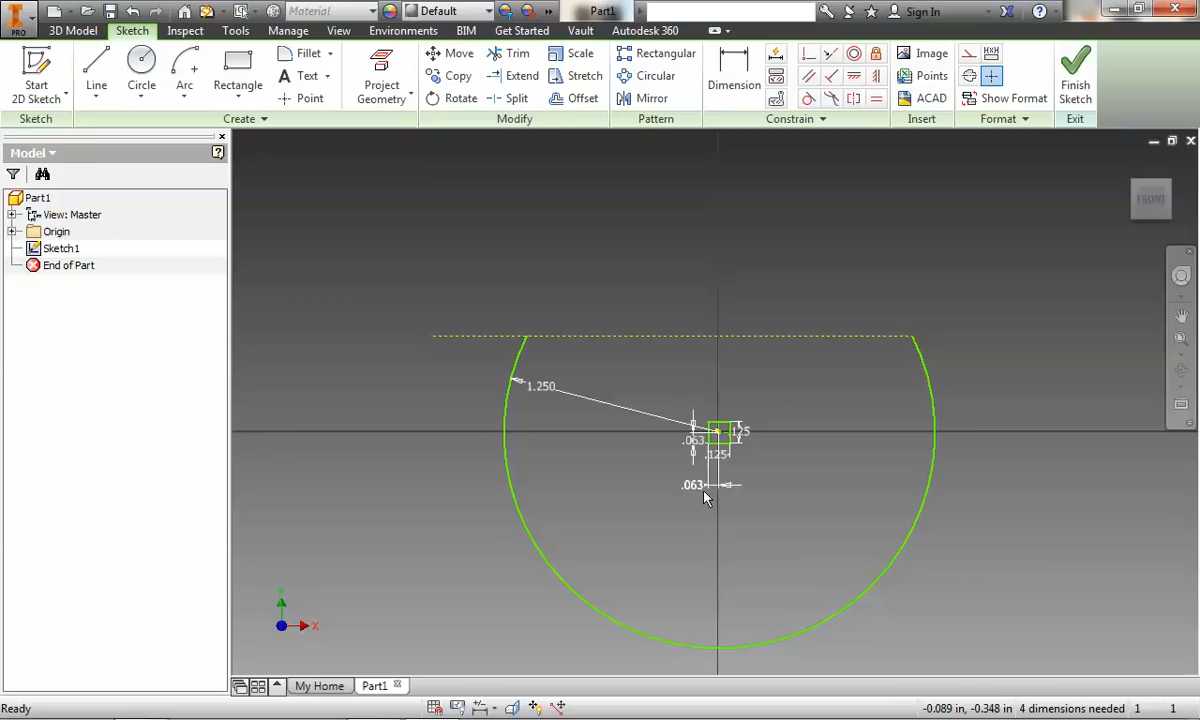 PRO
Material
Default
Part1
Sign In
3D Model Sketch Inspect Tools Manage View Environments BIM Get Started Vault Autodesk 360
Start
2D Sketch
Line
Circle
Arc
Rectangle
Fillet
Text
Point
Project
Geometry
Move Trim Scale
Copy Extend Stretch
Rotate Split Offset
Rectangular
Circular
Mirror
Dimension
Image
Points
ACAD
Show Format
Finish
Sketch
Sketch Create Modify Pattern Constrain Insert Format Exit
Model
Part1
View: Master
Origin
Sketch1
End of Part
FRONT
1.250
.125
.063
.125
.063
Y
X
My Home Part1
Ready
-0.089 in, -0.348 in 4 dimensions needed 1 1